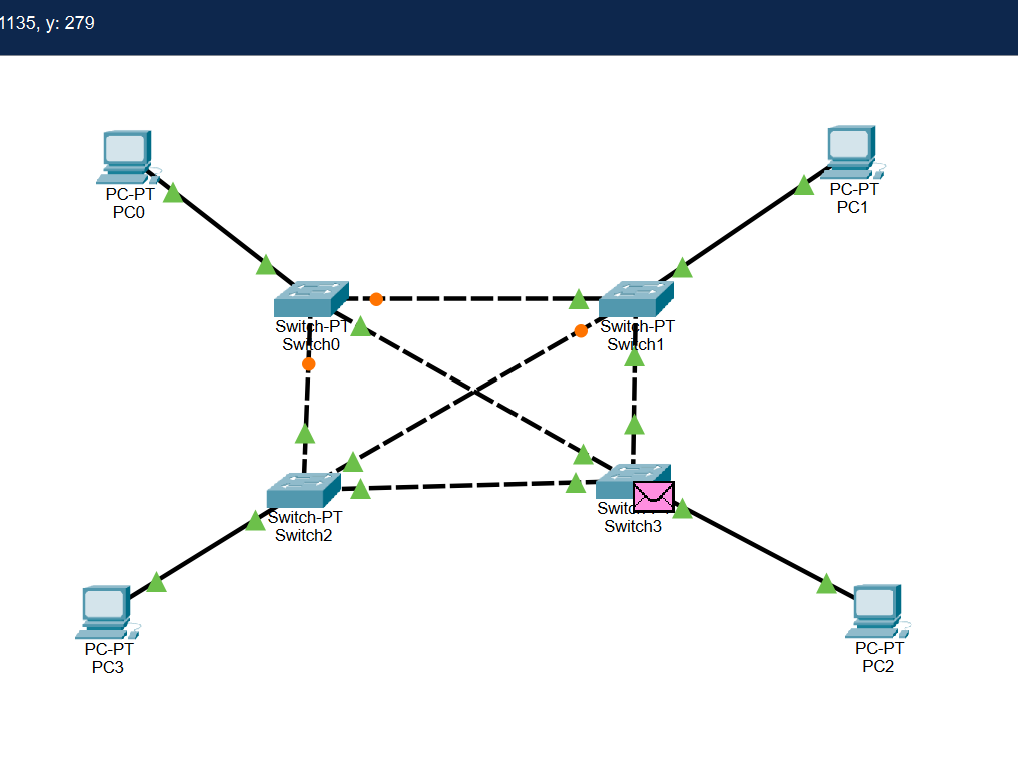 1135, y: 279
PC-PT
PC0
PC-PT
PC1
Switch-PT
Switch0
Switch-PT
Switch1
Switch-PT
Switch2
Switch3
PC-PT
PC3
PC-PT
PC2